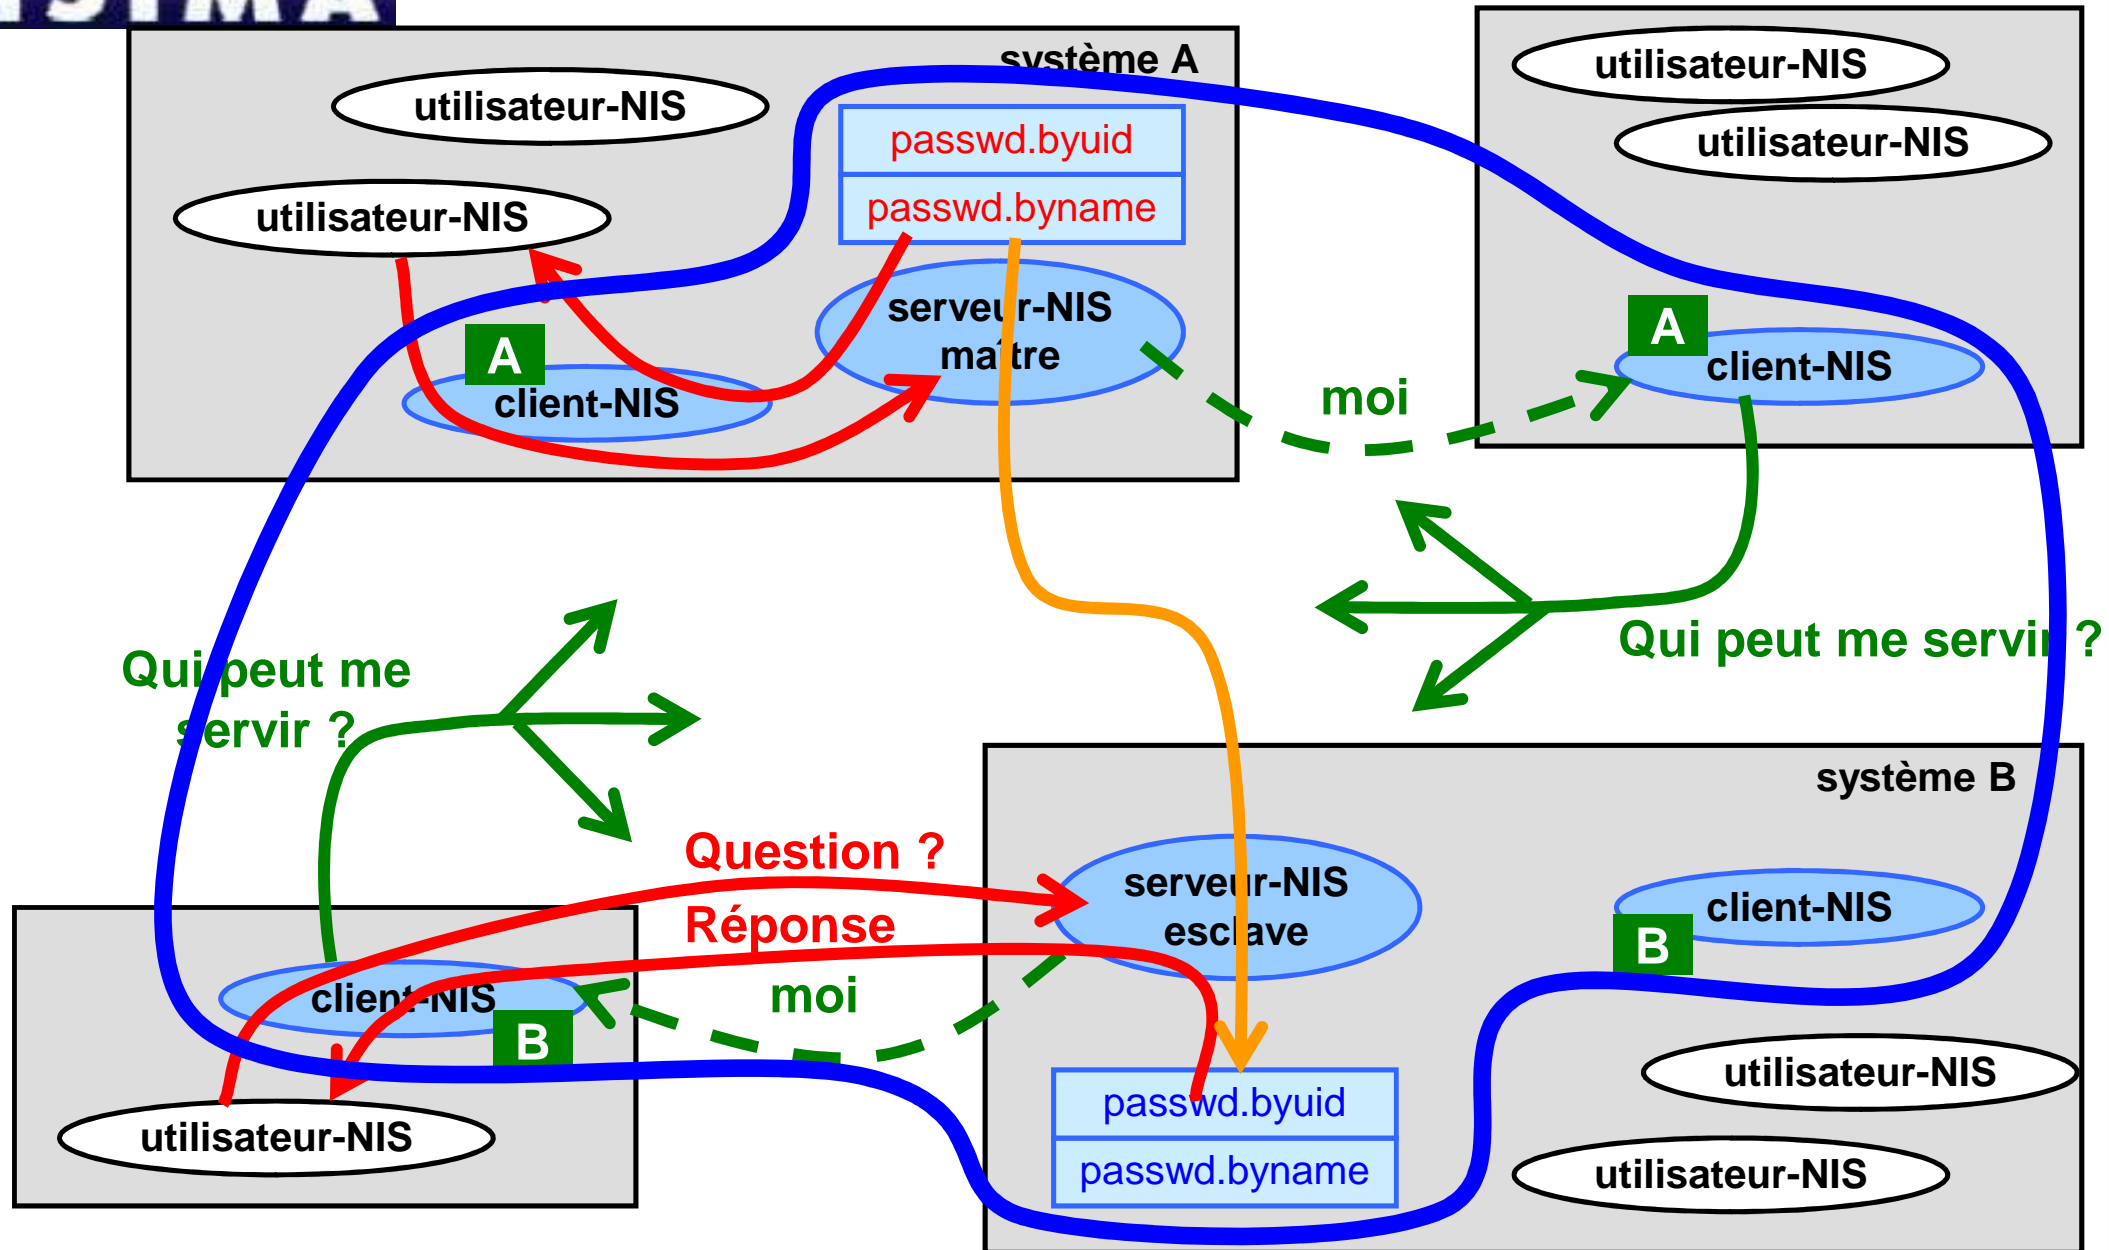 système A
utilisateur-NIS
utilisateur-NIS
passwd.byuid
passwd.byname
serveur-NIS
maître
A
client-NIS
utilisateur-NIS
utilisateur-NIS
A
client-NIS
moi
Qui peut me servir ?
Qui peut me
servir ?
Question ?
Réponse
moi
client-NIS
B
utilisateur-NIS
système B
serveur-NIS
esclave
client-NIS
B
passwd.byuid
passwd.byname
utilisateur-NIS
utilisateur-NIS